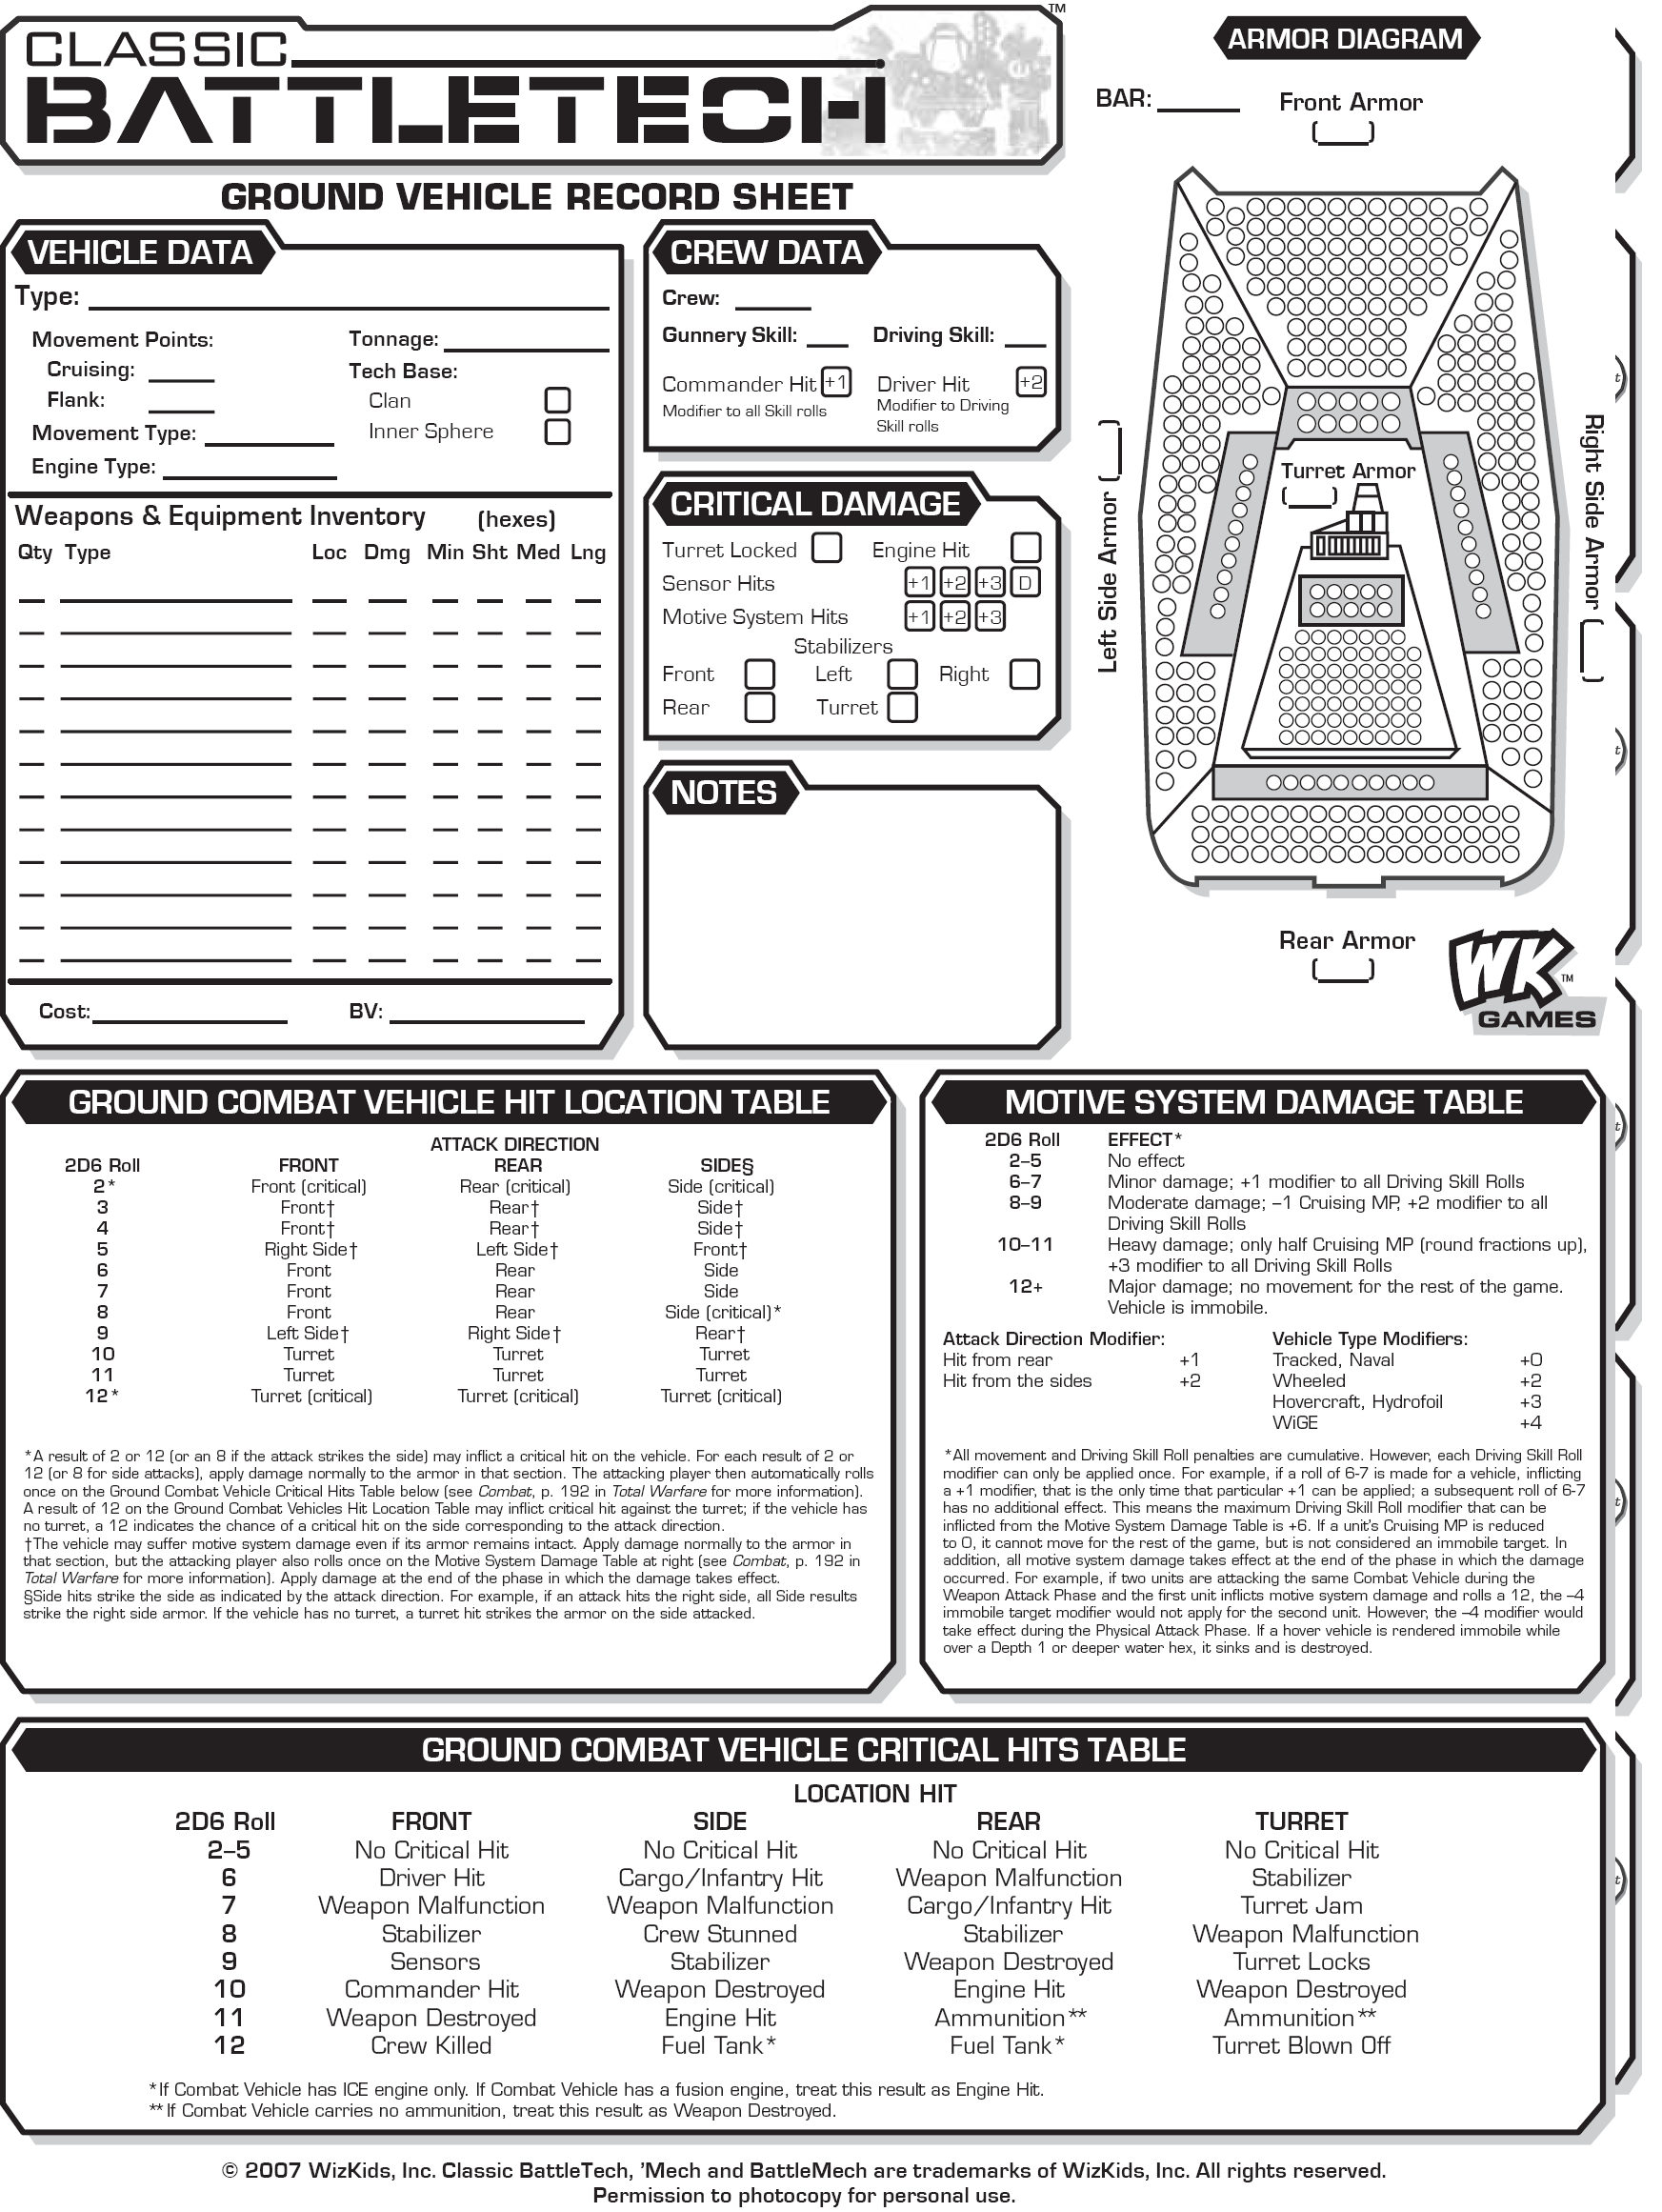 CLASSIC
BATTLETECH
™
GROUND VEHICLE RECORD SHEET
VEHICLE DATA
Type:
Movement Points:
Cruising:
Flank:
Movement Type:
Engine Type:
Tonnage:
Tech Base:
Clan
Inner Sphere
Weapons & Equipment Inventory (hexes)
Qty Type Loc Dmg Min Sht Med Lng
Cost: BV:
CREW DATA
Crew:
Gunnery Skill: Driving Skill:
Commander Hit +1 Driver Hit +2
Modifier to all Skill rolls
Modifier to Driving
Skill rolls
CRITICAL DAMAGE
Turret Locked Engine Hit
Sensor Hits +1 +2 +3 D
Motive System Hits +1 +2 +3
Stabilizers
Front Left Right
Rear Turret
NOTES
ARMOR DIAGRAM
BAR:
Front Armor
( )
Left Side Armor ( )
Turret Armor
( )
Right Side Armor ( )
Rear Armor
( )
WK ™
GAMES
GROUND COMBAT VEHICLE HIT LOCATION TABLE
ATTACK DIRECTION
2D6 Roll FRONT REAR SIDE§
2* Front (critical) Rear (critical) Side (critical)
3 Front† Rear† Side†
4 Front† Rear† Side†
5 Right Side† Left Side† Front†
6 Front Rear Side
7 Front Rear Side
8 Front Rear Side (critical)*
9 Left Side† Right Side† Rear†
10 Turret Turret Turret
11 Turret Turret Turret
12* Turret (critical) Turret (critical) Turret (critical)
*A result of 2 or 12 (or an 8 if the attack strikes the side) may inflict a critical hit on the vehicle. For each result of 2 or
12 (or 8 for side attacks), apply damage normally to the armor in that section. The attacking player then automatically rolls
once on the Ground Combat Vehicle Critical Hits Table below (see Combat, p. 192 in Total Warfare for more information).
A result of 12 on the Ground Combat Vehicles Hit Location Table may inflict critical hit against the turret; if the vehicle has
no turret, a 12 indicates the chance of a critical hit on the side corresponding to the attack direction.
†The vehicle may suffer motive system damage even if its armor remains intact. Apply damage normally to the armor in
that section, but the attacking player also rolls once on the Motive System Damage Table at right (see Combat, p. 192 in
Total Warfare for more information). Apply damage at the end of the phase in which the damage takes effect.
§Side hits strike the side as indicated by the attack direction. For example, if an attack hits the right side, all Side results
strike the right side armor. If the vehicle has no turret, a turret hit strikes the armor on the side attacked.
MOTIVE SYSTEM DAMAGE TABLE
2D6 Roll EFFECT*
2–5 No effect
6–7 Minor damage; +1 modifier to all Driving Skill Rolls
8–9 Moderate damage; –1 Cruising MP, +2 modifier to all
Driving Skill Rolls
10–11 Heavy damage; only half Cruising MP (round fractions up),
+3 modifier to all Driving Skill Rolls
12+ Major damage; no movement for the rest of the game.
Vehicle is immobile.
Attack Direction Modifier: Vehicle Type Modifiers:
Hit from rear +1 Tracked, Naval +0
Hit from the sides +2 Wheeled +2
Hovercraft, Hydrofoil +3
WiGE +4
*All movement and Driving Skill Roll penalties are cumulative. However, each Driving Skill Roll
modifier can only be applied once. For example, if a roll of 6-7 is made for a vehicle, inflicting
a +1 modifier, that is the only time that particular +1 can be applied; a subsequent roll of 6-7
has no additional effect. This means the maximum Driving Skill Roll modifier that can be
inflicted from the Motive System Damage Table is +6. If a unit's Cruising MP is reduced
to 0, it cannot move for the rest of the game, but is not considered an immobile target. In
addition, all motive system damage takes effect at the end of the phase in which the damage
occurred. For example, if two units are attacking the same Combat Vehicle during the
Weapon Attack Phase and the first unit inflicts motive system damage and rolls a 12, the –4
immobile target modifier would not apply for the second unit. However, the –4 modifier would
take effect during the Physical Attack Phase. If a hover vehicle is rendered immobile while
over a Depth 1 or deeper water hex, it sinks and is destroyed.
GROUND COMBAT VEHICLE CRITICAL HITS TABLE
LOCATION HIT
2D6 Roll FRONT SIDE REAR TURRET
2–5 No Critical Hit No Critical Hit No Critical Hit No Critical Hit
6 Driver Hit Cargo/Infantry Hit Weapon Malfunction Stabilizer
7 Weapon Malfunction Weapon Malfunction Cargo/Infantry Hit Turret Jam
8 Stabilizer Crew Stunned Stabilizer Weapon Malfunction
9 Sensors Stabilizer Weapon Destroyed Turret Locks
10 Commander Hit Weapon Destroyed Engine Hit Weapon Destroyed
11 Weapon Destroyed Engine Hit Ammunition** Ammunition**
12 Crew Killed Fuel Tank* Fuel Tank* Turret Blown Off
*If Combat Vehicle has ICE engine only. If Combat Vehicle has a fusion engine, treat this result as Engine Hit.
**If Combat Vehicle carries no ammunition, treat this result as Weapon Destroyed.
© 2007 WizKids, Inc. Classic BattleTech, 'Mech and BattleMech are trademarks of WizKids, Inc. All rights reserved.
Permission to photocopy for personal use.